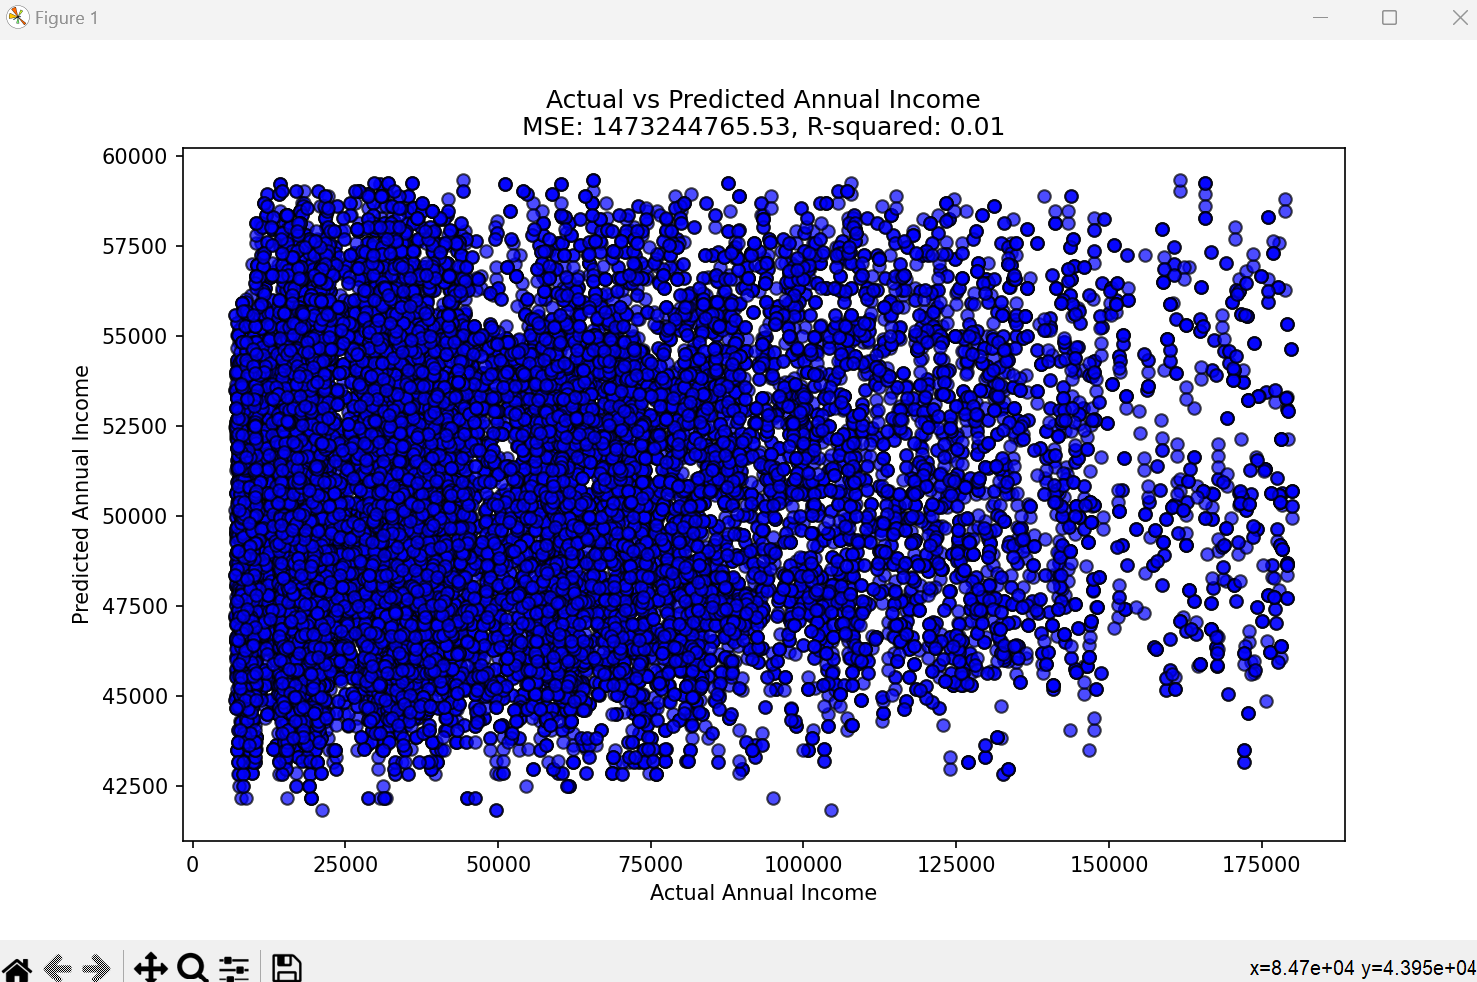 Figure 1
Actual vs Predicted Annual Income
MSE: 1473244765.53, R-squared: 0.01
60000
57500
55000
52500
50000
47500
45000
42500
Predicted Annual Income
0 25000 50000 75000 100000 125000 150000 175000
Actual Annual Income
x=8.47e+04 y=4.395e+04